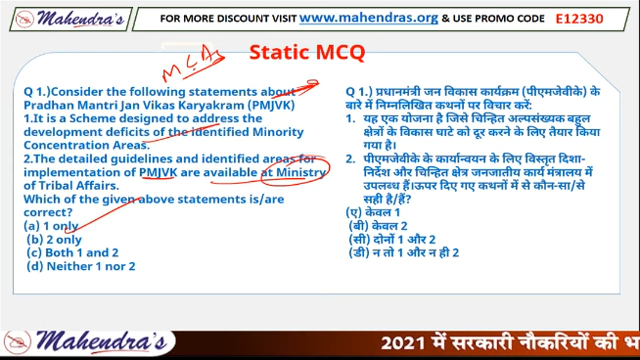 Mahendra's
FOR MORE DISCOUNT VISIT www.mahendras.org & USE PROMO CODE E12330
MCAs
Static MCQ
Q 1.)Consider the following statements about
Pradhan Mantri Jan Vikas Karyakram (PMJVK)
1.It is a Scheme designed to address the
development deficits of the identified Minority
Concentration Areas.
2.The detailed guidelines and identified areas for
implementation of PMJVK are available at Ministry
of Tribal Affairs.
Which of the given above statements is/are
correct?
(a) 1 only
(b) 2 only
(c) Both 1 and 2
(d) Neither 1 nor 2
Q 1.) प्रधानमंत्री जन विकास कार्यक्रम (पीएमजेवीके) के
बारे में निम्नलिखित कथनों पर विचार करें:
1. यह एक योजना है जिसे चिन्हित अल्पसंख्यक बहुल
क्षेत्रों के विकास घाटे को दूर करने के लिए तैयार किया
गया है।
2. पीएमजेवीके के कार्यान्वयन के लिए विस्तृत दिशा-
निर्देश और चिन्हित क्षेत्र जनजातीय कार्य मंत्रालय में
उपलब्ध हैं।ऊपर दिए गए कथनों में से कौन-सा/से
सही है/हैं?
(ए) केवल 1
(बी) केवल 2
(सी) दोनों 1 और 2
(डी) न तो 1 और न ही 2
Mahendra's
2021 में सरकारी नौकरियों की भ